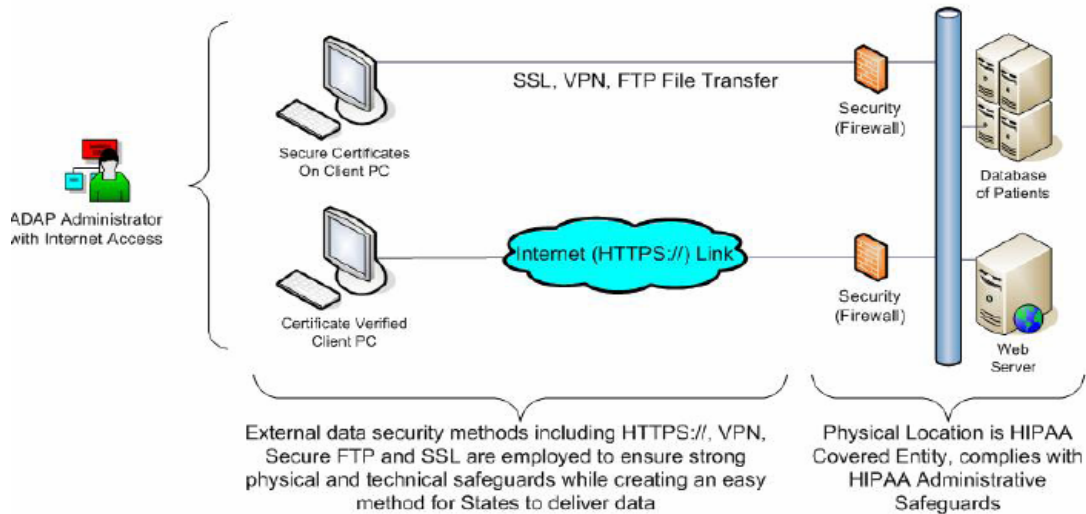 SSL, VPN, FTP File Transfer
Security
(Firewall)
Secure Certificates
On Client PC
Database
of Patients
ADAP Administrator
with Internet Access
Internet (HTTPS://) Link
Certificate Verified
Client PC
Security
(Firewall)
Web
Server
External data security methods including HTTPS://, VPN,
Secure FTP and SSL are employed to ensure strong
physical and technical safeguards while creating an easy
method for States to deliver data
Physical Location is HIPAA
Covered Entity, complies with
HIPAA Administrative
Safeguards